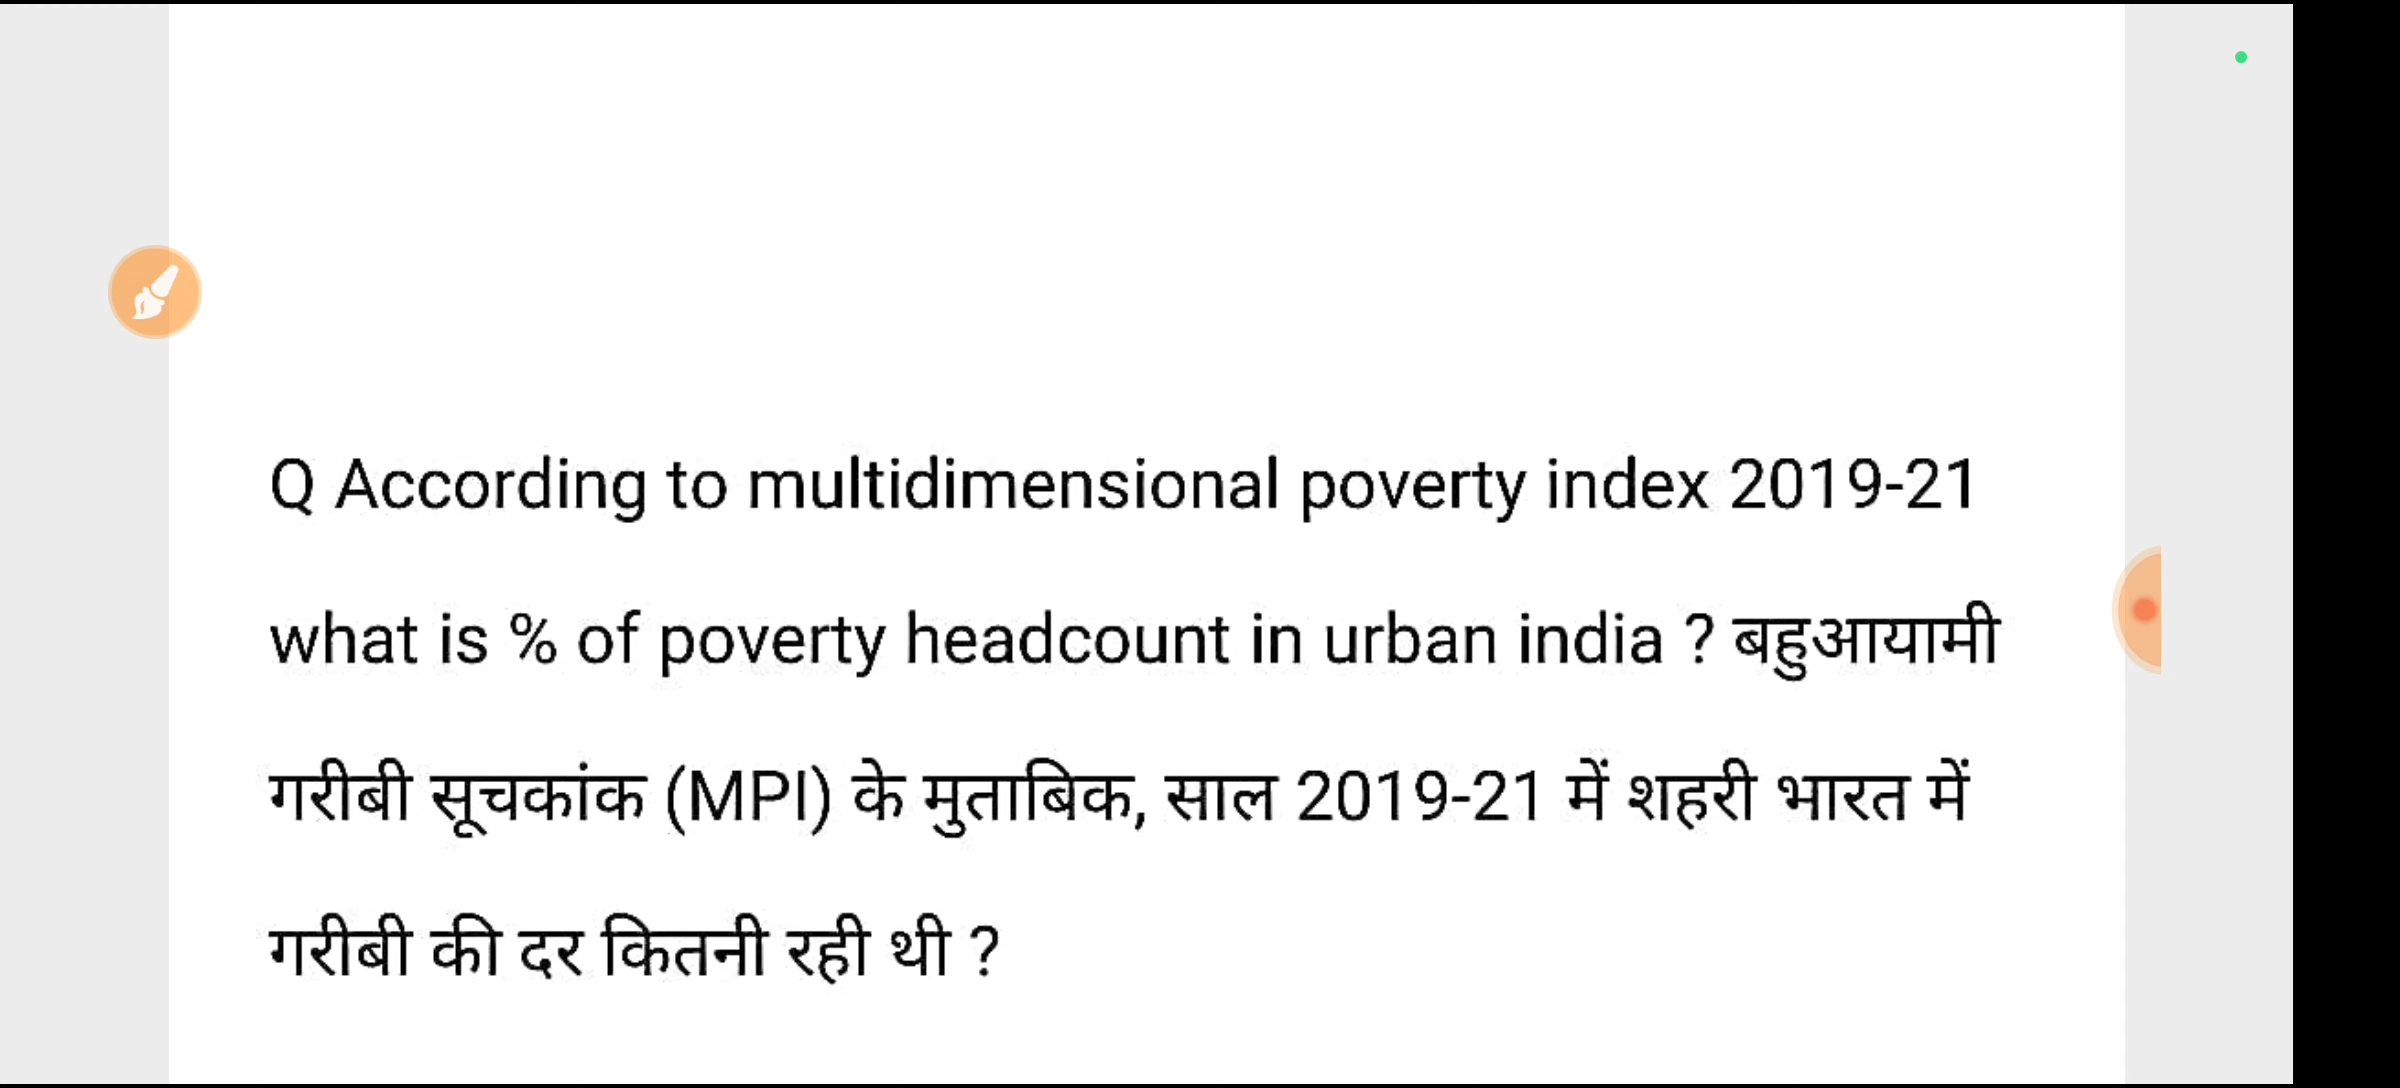 Q According to multidimensional poverty index 2019-21
what is % of poverty headcount in urban india ? बहुआयामी
गरीबी सूचकांक (MPI) के मुताबिक, साल 2019-21 में शहरी भारत में
गरीबी की दर कितनी रही थी ?